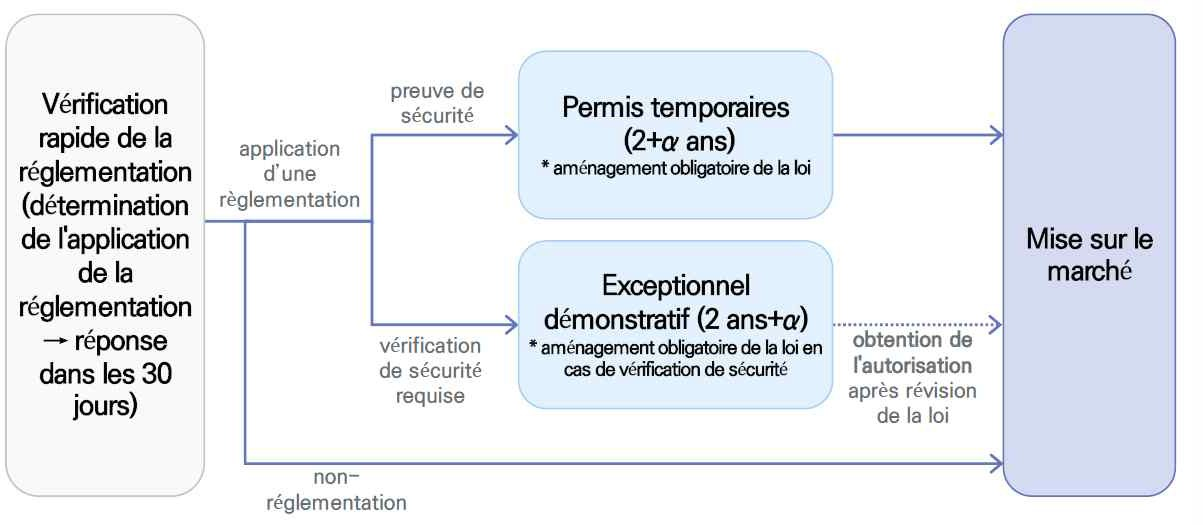 Vérification
rapide de la
réglementation
(détermination
de l'application
de la
réglementation
→ réponse
dans les 30
jours)
application
d'une
règlementation
preuve de
sécurité
Permis temporaires
(2+α ans)
* aménagement obligatoire de la loi
vérification
de sécurité
requise
Exceptionnel
démonstratif (2 ans+α)
* aménagement obligatoire de la loi en
cas de vérification de sécurité
obtention de
l'autorisation
après révision
de la loi
non-
réglementation
Mise sur le
marché